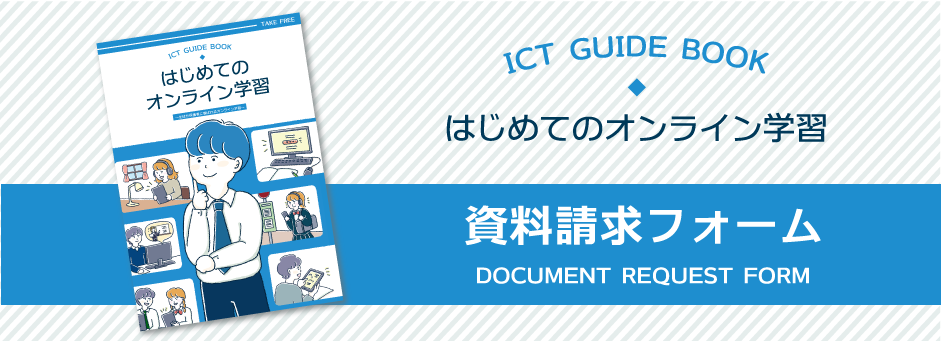 TAKE FREE
ICT GUIDE BOOK
はじめての
オンライン学習
ICT GUIDE BOOK
はじめてのオンライン学習
資料請求フォーム
DOCUMENT REQUEST FORM